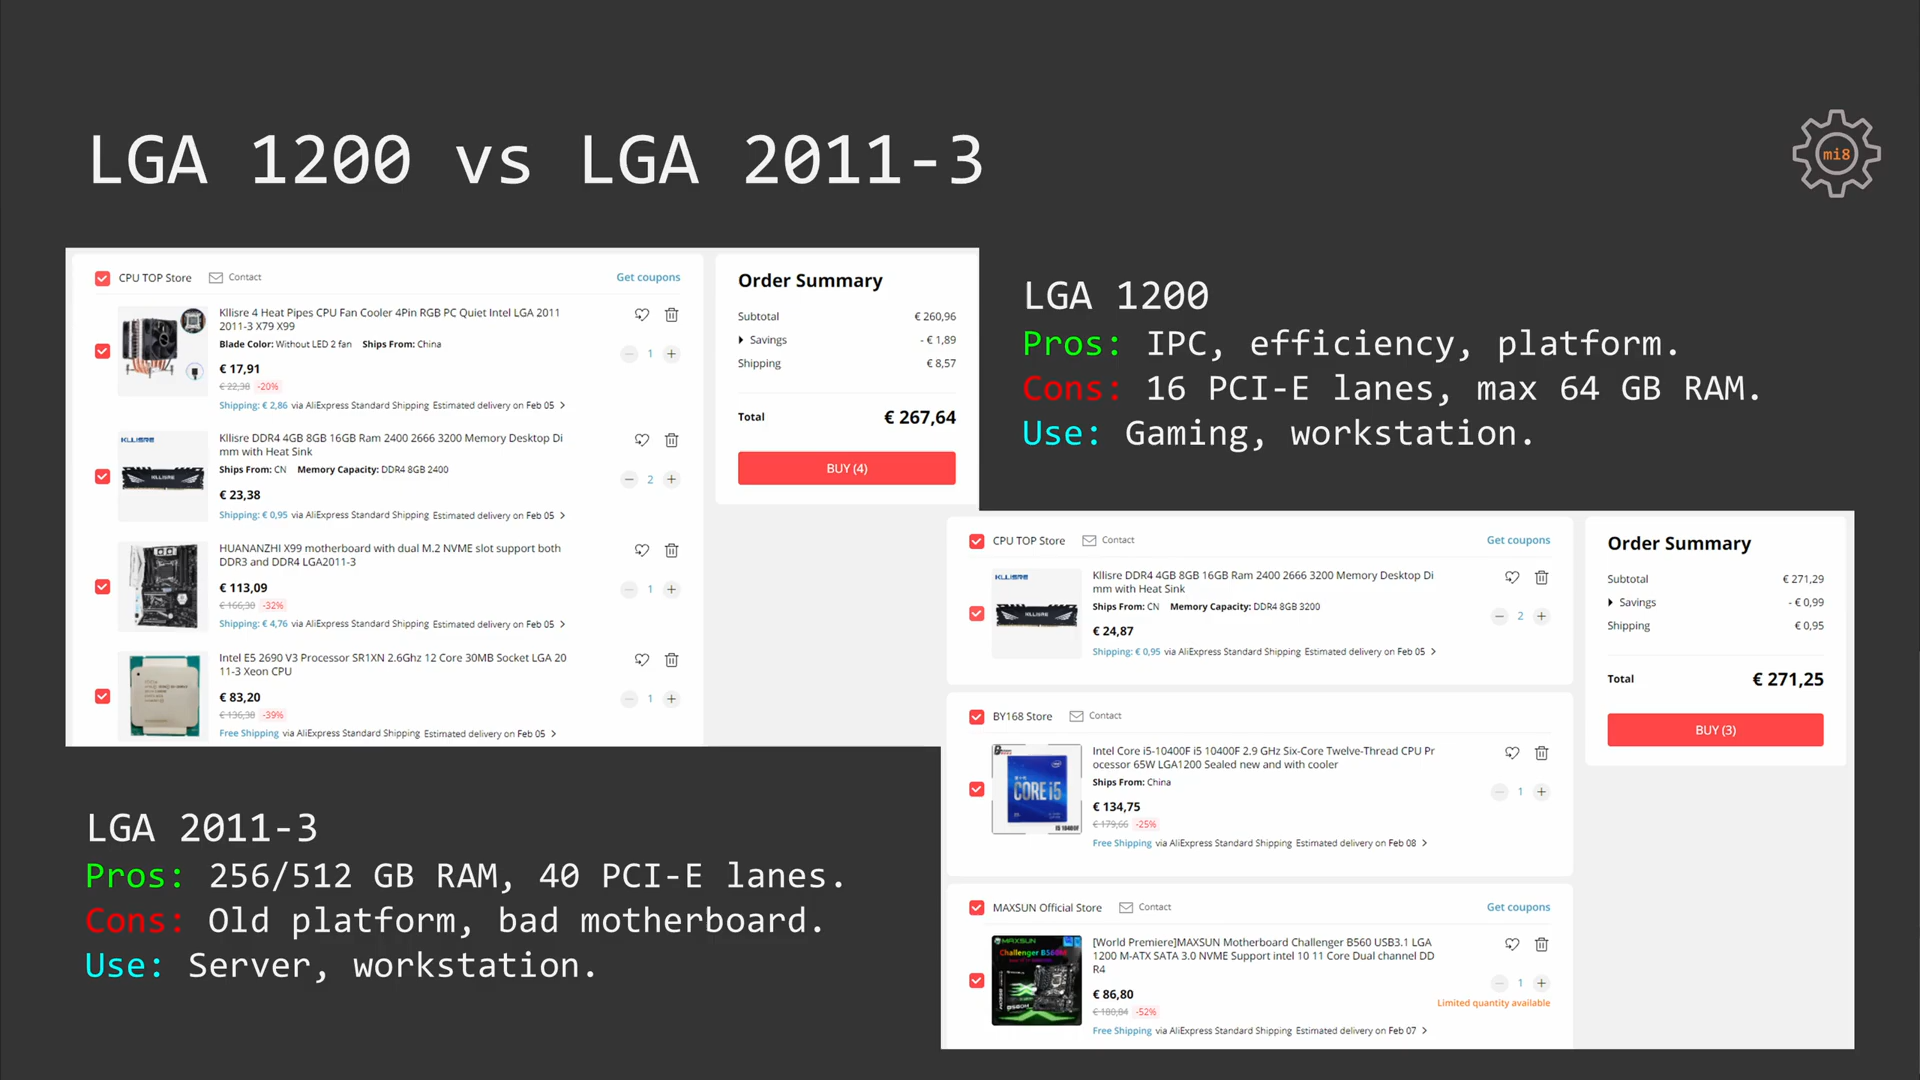 LGA 1200 vs LGA 2011-3
mi8
CPU TOP Store Contact Get coupons
Kllisre 4 Heat Pipes CPU Fan Cooler 4Pin RGB PC Quiet Intel LGA 2011
2011-3 X79 X99
Blade Color: Without LED 2 fan Ships From: China
1
€ 17,91
€ 22,38 -20%
Shipping: € 2,86 via AliExpress Standard Shipping Estimated delivery on Feb 05
KLLISRE
Kllisre DDR4 4GB 8GB 16GB Ram 2400 2666 3200 Memory Desktop Di
mm with Heat Sink
Ships From: CN Memory Capacity: DDR4 8GB 2400
KLLISRE
2
€ 23,38
Shipping: € 0,95 via AliExpress Standard Shipping Estimated delivery on Feb 05
HUANANZHI X99 motherboard with dual M.2 NVME slot support both
DDR3 and DDR4 LGA2011-3
€ 113,09
1
€ 166,30 -32%
Shipping: € 4,76 via AliExpress Standard Shipping Estimated delivery on Feb 05
Intel E5 2690 V3 Processor SR1XN 2.6Ghz 12 Core 30MB Socket LGA 20
11-3 Xeon CPU
€ 83,20
1
€ 136,38 -39%
Free Shipping via AliExpress Standard Shipping Estimated delivery on Feb 05
Order Summary
Subtotal € 260,96
Savings - € 1,89
Shipping € 8,57
Total € 267,64
BUY (4)
LGA 1200
Pros: IPC, efficiency, platform.
Cons: 16 PCI-E lanes, max 64 GB RAM.
Use: Gaming, workstation.
CPU TOP Store Contact Get coupons
KLLISRE
Kllisre DDR4 4GB 8GB 16GB Ram 2400 2666 3200 Memory Desktop Di
mm with Heat Sink
Ships From: CN Memory Capacity: DDR4 8GB 3200
KLLISRE
2
€ 24,87
Shipping: € 0,95 via AliExpress Standard Shipping Estimated delivery on Feb 05
BY168 Store Contact
Intel Core i5-10400F i5 10400F 2.9 GHz Six-Core Twelve-Thread CPU Pr
ocessor 65W LGA1200 Sealed new and with cooler
Ships From: China
CORE i5
I5 10400F
1
€ 134,75
€ 179,66 -25%
Free Shipping via AliExpress Standard Shipping Estimated delivery on Feb 08
MAXSUN Official Store Contact Get coupons
MAXSUN
Challenger B560M
[World Premiere]MAXSUN Motherboard Challenger B560 USB3.1 LGA
1200 M-ATX SATA 3.0 NVME Support intel 10 11 Core Dual channel DD
R4
1
€ 86,80
Limited quantity available
€ 180,84 -52%
Free Shipping via AliExpress Standard Shipping Estimated delivery on Feb 07
Order Summary
Subtotal € 271,29
Savings - € 0,99
Shipping € 0,95
Total € 271,25
BUY (3)
LGA 2011-3
Pros: 256/512 GB RAM, 40 PCI-E lanes.
Cons: Old platform, bad motherboard.
Use: Server, workstation.